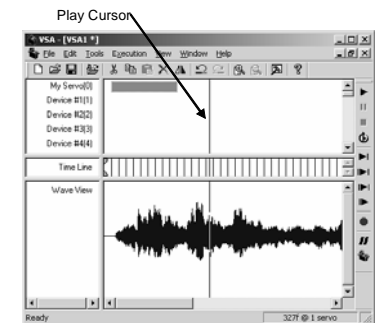 Play Cursor
VSA - [VSA1 *]
File Edit Tools Execution View Window Help
My Servo(0)
Device #1(1)
Device #2(2)
Device #3(3)
Device #4(4)
Time Line
Wave View
Ready
327f @ 1 servo